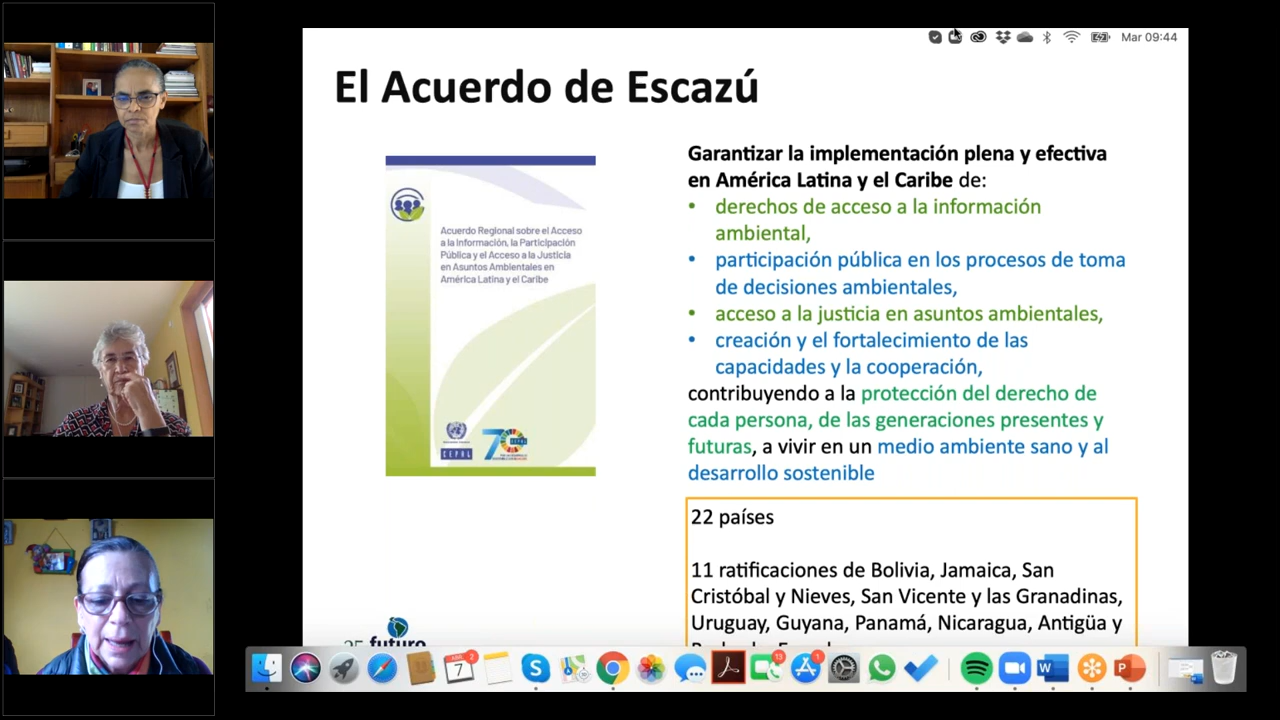 Mar 09:44
El Acuerdo de Escazú
Acuerdo Regional sobre el Acceso
a la Información, la Participación
Pública y el Acceso a la Justicia
en Asuntos Ambientales en
América Latina y el Caribe
CEPAL
70
Garantizar la implementación plena y efectiva
en América Latina y el Caribe de:
• derechos de acceso a la información
ambiental,
• participación pública en los procesos de toma
de decisiones ambientales,
• acceso a la justicia en asuntos ambientales,
• creación y el fortalecimiento de las
capacidades y la cooperación,
contribuyendo a la protección del derecho de
cada persona, de las generaciones presentes y
futuras, a vivir en un medio ambiente sano y al
desarrollo sostenible
22 países
11 ratificaciones de Bolivia, Jamaica, San
Cristóbal y Nieves, San Vicente y las Granadinas,
Uruguay, Guyana, Panamá, Nicaragua, Antigüa y
futuro
7
2
13
1